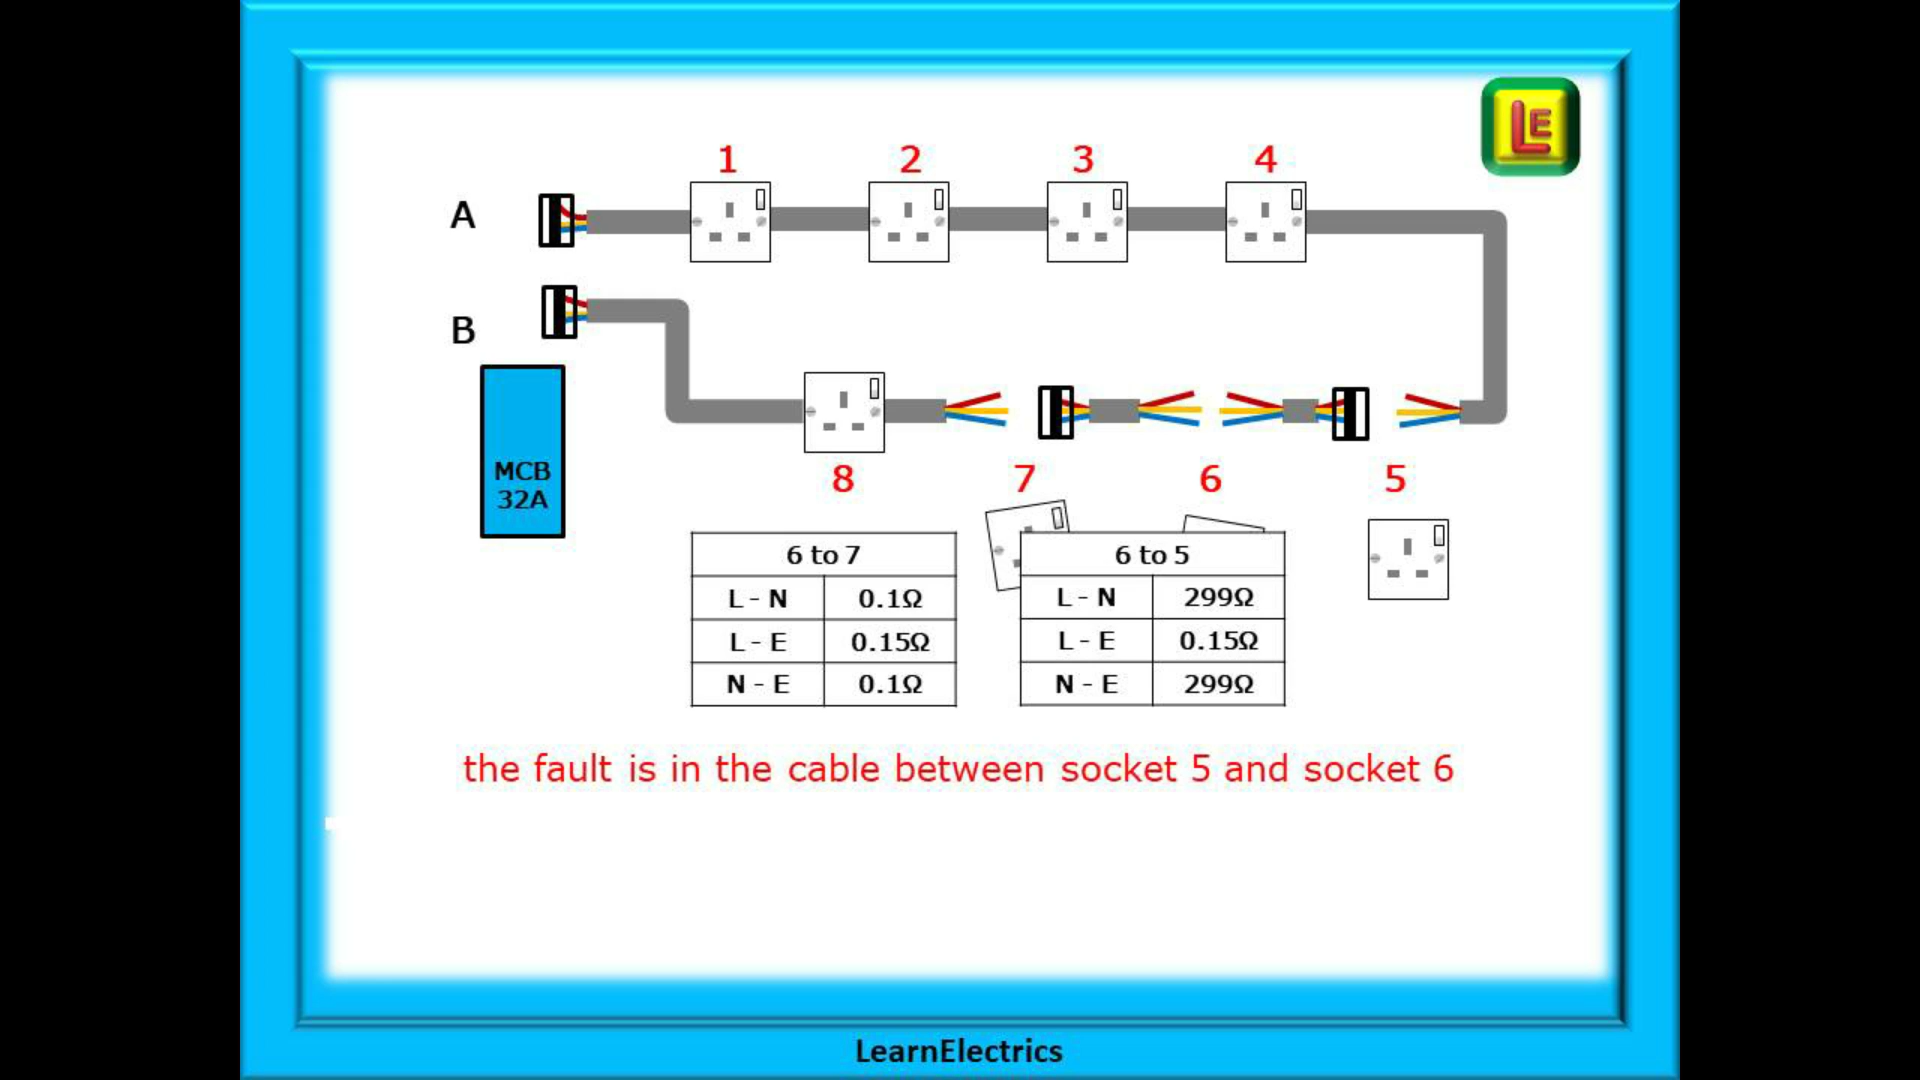 LE
1 2 3 4
A
B
MCB
32A
8 7 6 5
6 to 7
L - N 0.1Ω
L - E 0.15Ω
N - E 0.1Ω
6 to 5
L - N 299Ω
L - E 0.15Ω
N - E 299Ω
the fault is in the cable between socket 5 and socket 6
LearnElectrics